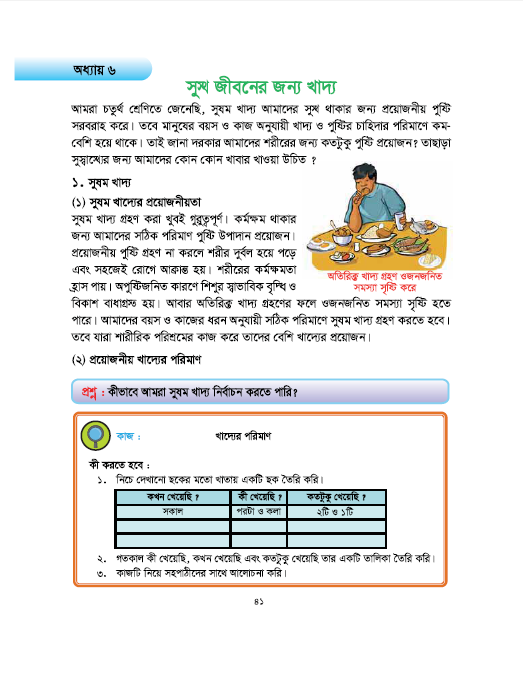 অধ্যায় ৬
সুস্থ জীবনের জন্য খাদ্য
আমরা চতুর্থ শ্রেণিতে জেনেছি, সুষম খাদ্য আমাদের সুস্থ থাকার জন্য প্রয়োজনীয় পুষ্টি
সরবরাহ করে। তবে মানুষের বয়স ও কাজ অনুযায়ী খাদ্য ও পুষ্টির চাহিদার পরিমাণে কম-
বেশি হয়ে থাকে। তাই জানা দরকার আমাদের শরীরের জন্য কতটুকু পুষ্টি প্রয়োজন? তাছাড়া
সুস্বাস্থ্যের জন্য আমাদের কোন কোন খাবার খাওয়া উচিত ?
১. সুষম খাদ্য
(১) সুষম খাদ্যের প্রয়োজনীয়তা
সুষম খাদ্য গ্রহণ করা খুবই গুরুত্বপূর্ণ। কর্মক্ষম থাকার
জন্য আমাদের সঠিক পরিমাণ পুষ্টি উপাদান প্রয়োজন।
প্রয়োজনীয় পুষ্টি গ্রহণ না করলে শরীর দুর্বল হয়ে পড়ে
এবং সহজেই রোগে আক্রান্ত হয়। শরীরের কর্মক্ষমতা
হ্রাস পায়। অপুষ্টিজনিত কারণে শিশুর স্বাভাবিক বৃদ্ধি ও
অতিরিক্ত খাদ্য গ্রহণ ওজনজনিত
সমস্যা সৃষ্টি করে
বিকাশ বাধাগ্রস্ত হয়। আবার অতিরিক্ত খাদ্য গ্রহণের ফলে ওজনজনিত সমস্যা সৃষ্টি হতে
পারে। আমাদের বয়স ও কাজের ধরন অনুযায়ী সঠিক পরিমাণে সুষম খাদ্য গ্রহণ করতে হবে।
তবে যারা শারীরিক পরিশ্রমের কাজ করে তাদের বেশি খাদ্যের প্রয়োজন।
(২) প্রয়োজনীয় খাদ্যের পরিমাণ
প্রশ্ন : কীভাবে আমরা সুষম খাদ্য নির্বাচন করতে পারি?
কাজ : খাদ্যের পরিমাণ
কী করতে হবে :
১. নিচে দেখানো ছকের মতো খাতায় একটি ছক তৈরি করি।
কখন খেয়েছি ? কী খেয়েছি ? কতটুকু খেয়েছি ?
সকাল পরটা ও কলা ২টি ও ১টি
২. গতকাল কী খেয়েছি, কখন খেয়েছি এবং কতটুকু খেয়েছি তার একটি তালিকা তৈরি করি।
৩. কাজটি নিয়ে সহপাঠীদের সাথে আলোচনা করি।
৪১